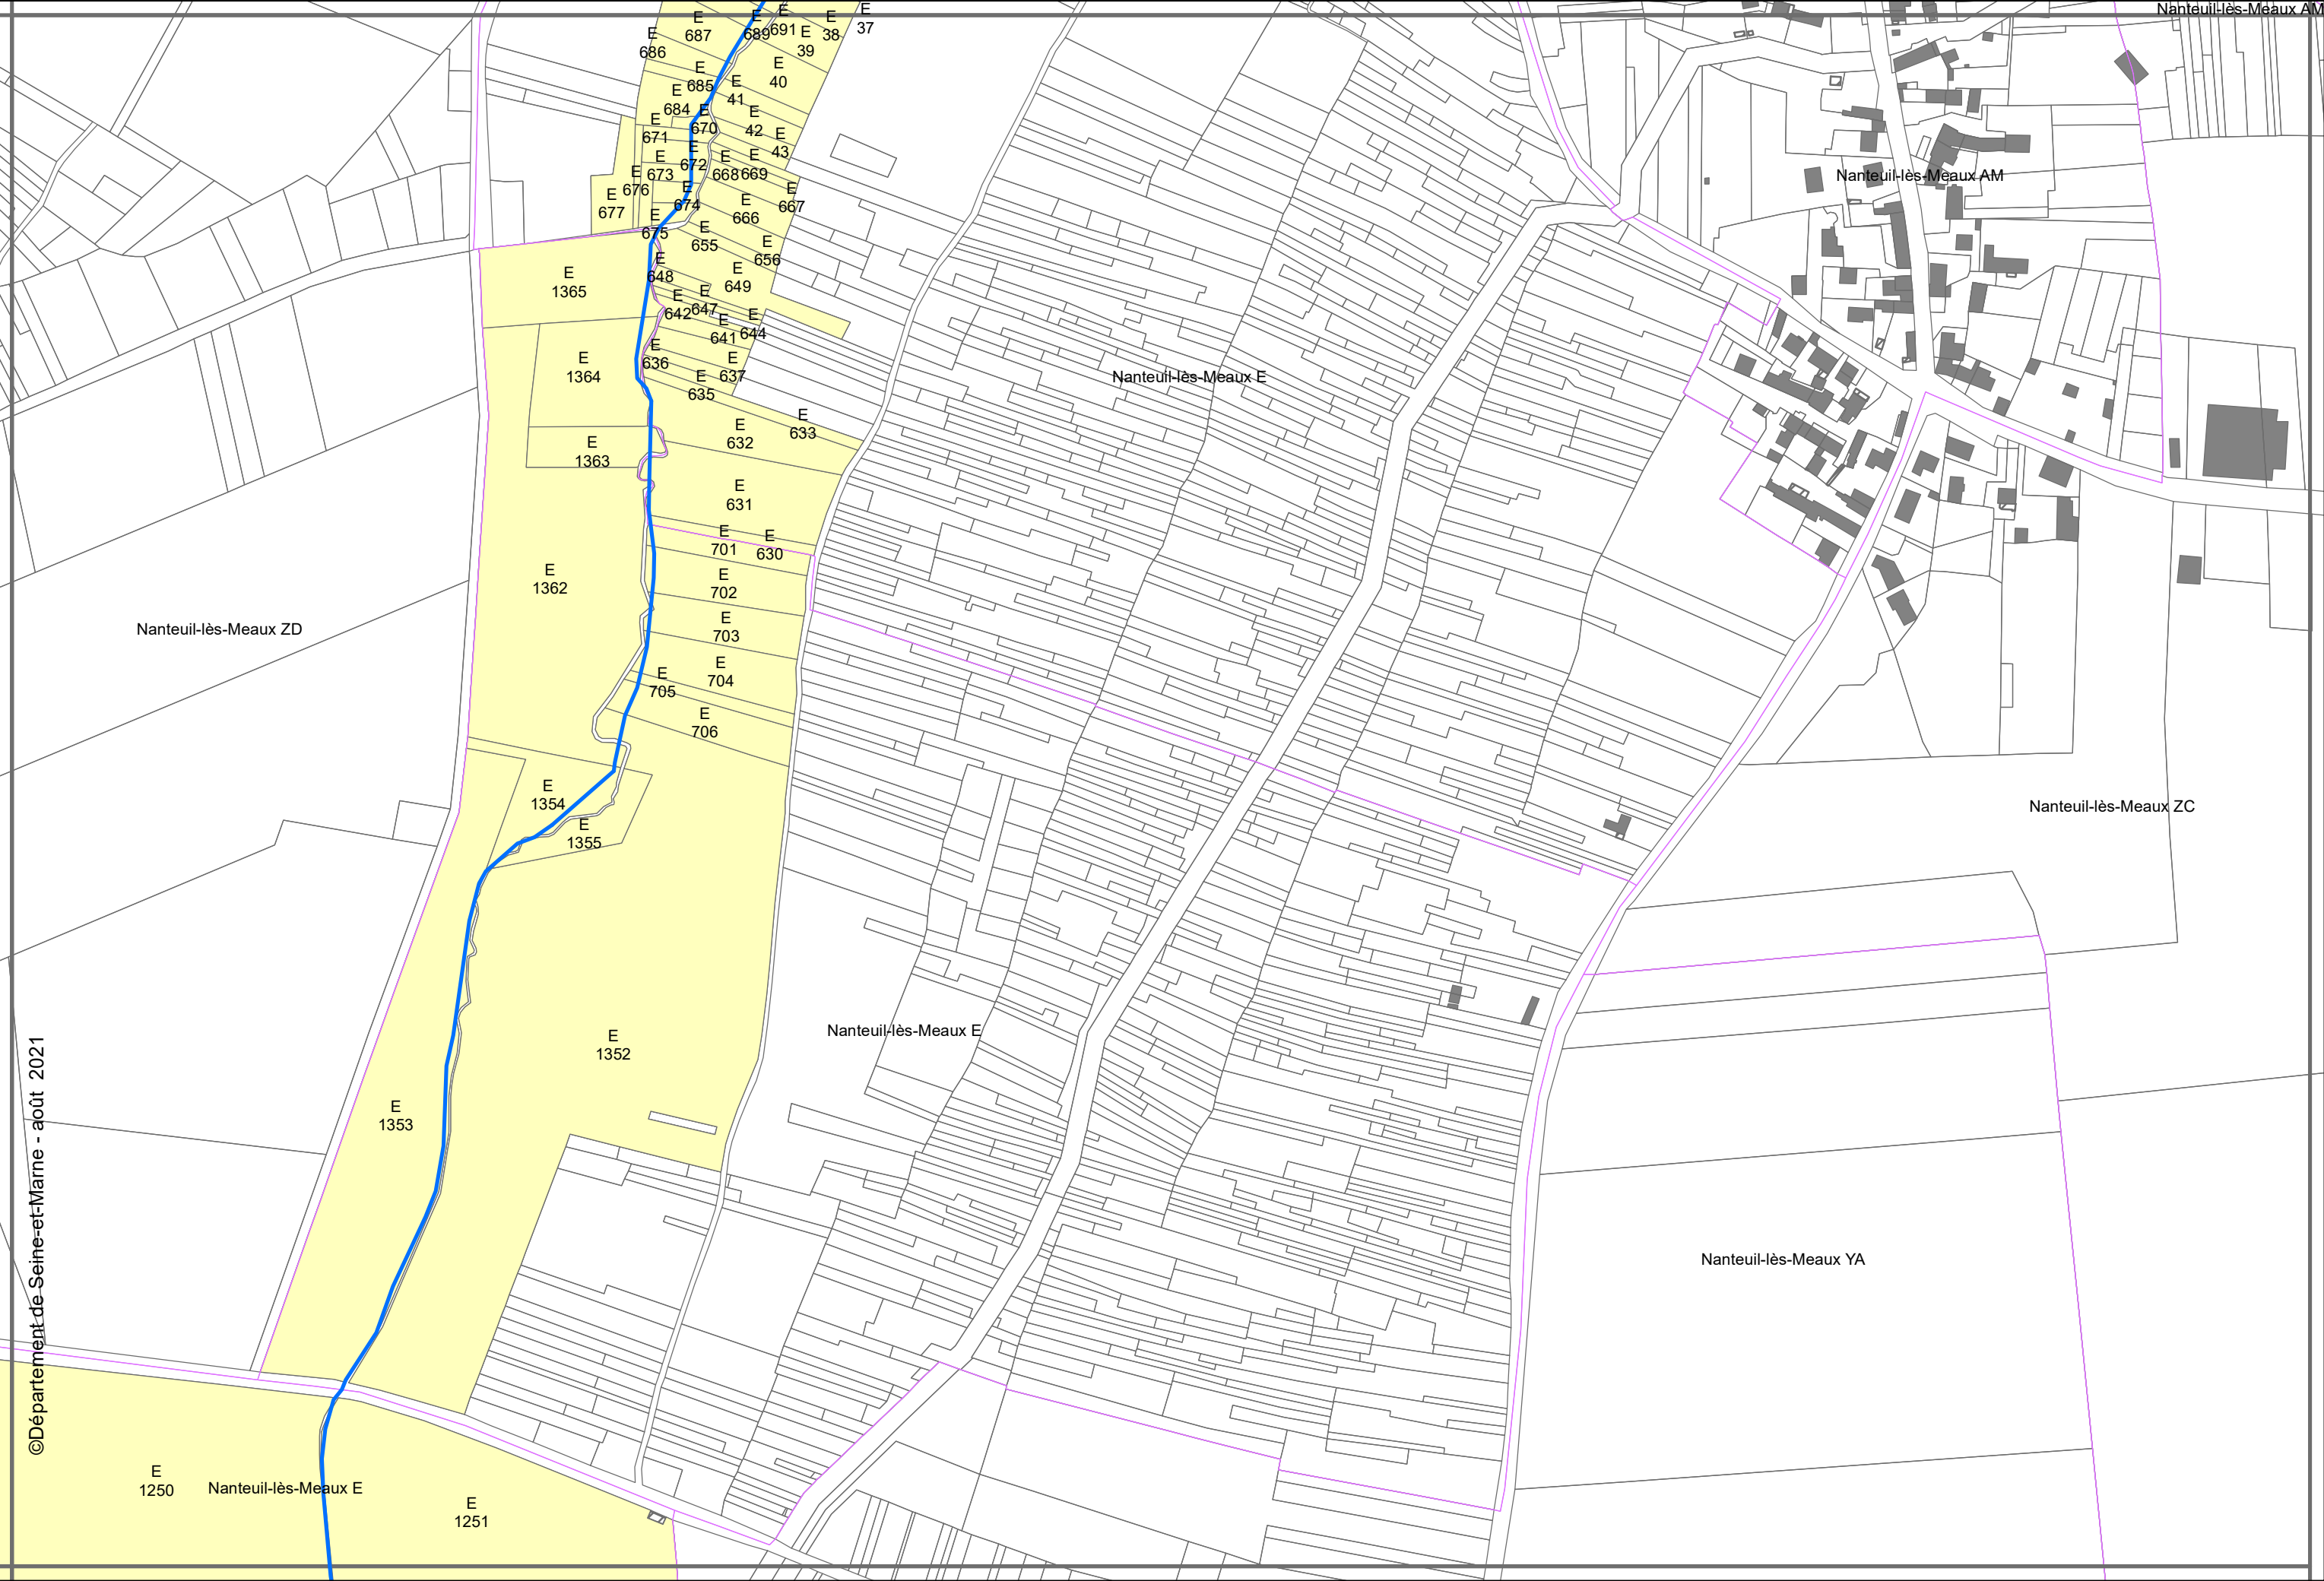 Nanteuil-lès-Meaux AM
E
37
E
691
E
689
E
38
E
687
E
39
E
686
E
40
E
685
E
41
E
684
E
670
E
42
E
671
E
43
E
672
E
673
E
668
E
669
E
676
E
674
E
667
E
677
E
666
E
675
E
655
E
656
Nanteuil-lès-Meaux AM
E
648
E
649
E
1365
E
642
E
647
E
641
E
644
E
636
E
637
E
1364
E
635
Nanteuil-lès-Meaux E
E
632
E
633
E
1363
E
631
E
701
E
630
E
1362
E
702
E
703
Nanteuil-lès-Meaux ZD
E
704
E
705
E
706
E
1354
E
1355
Nanteuil-lès-Meaux ZC
Nanteuil-lès-Meaux E
E
1352
E
1353
Nanteuil-lès-Meaux YA
©Département de Seine-et-Marne - août 2021
E
1250
Nanteuil-lès-Meaux E
E
1251